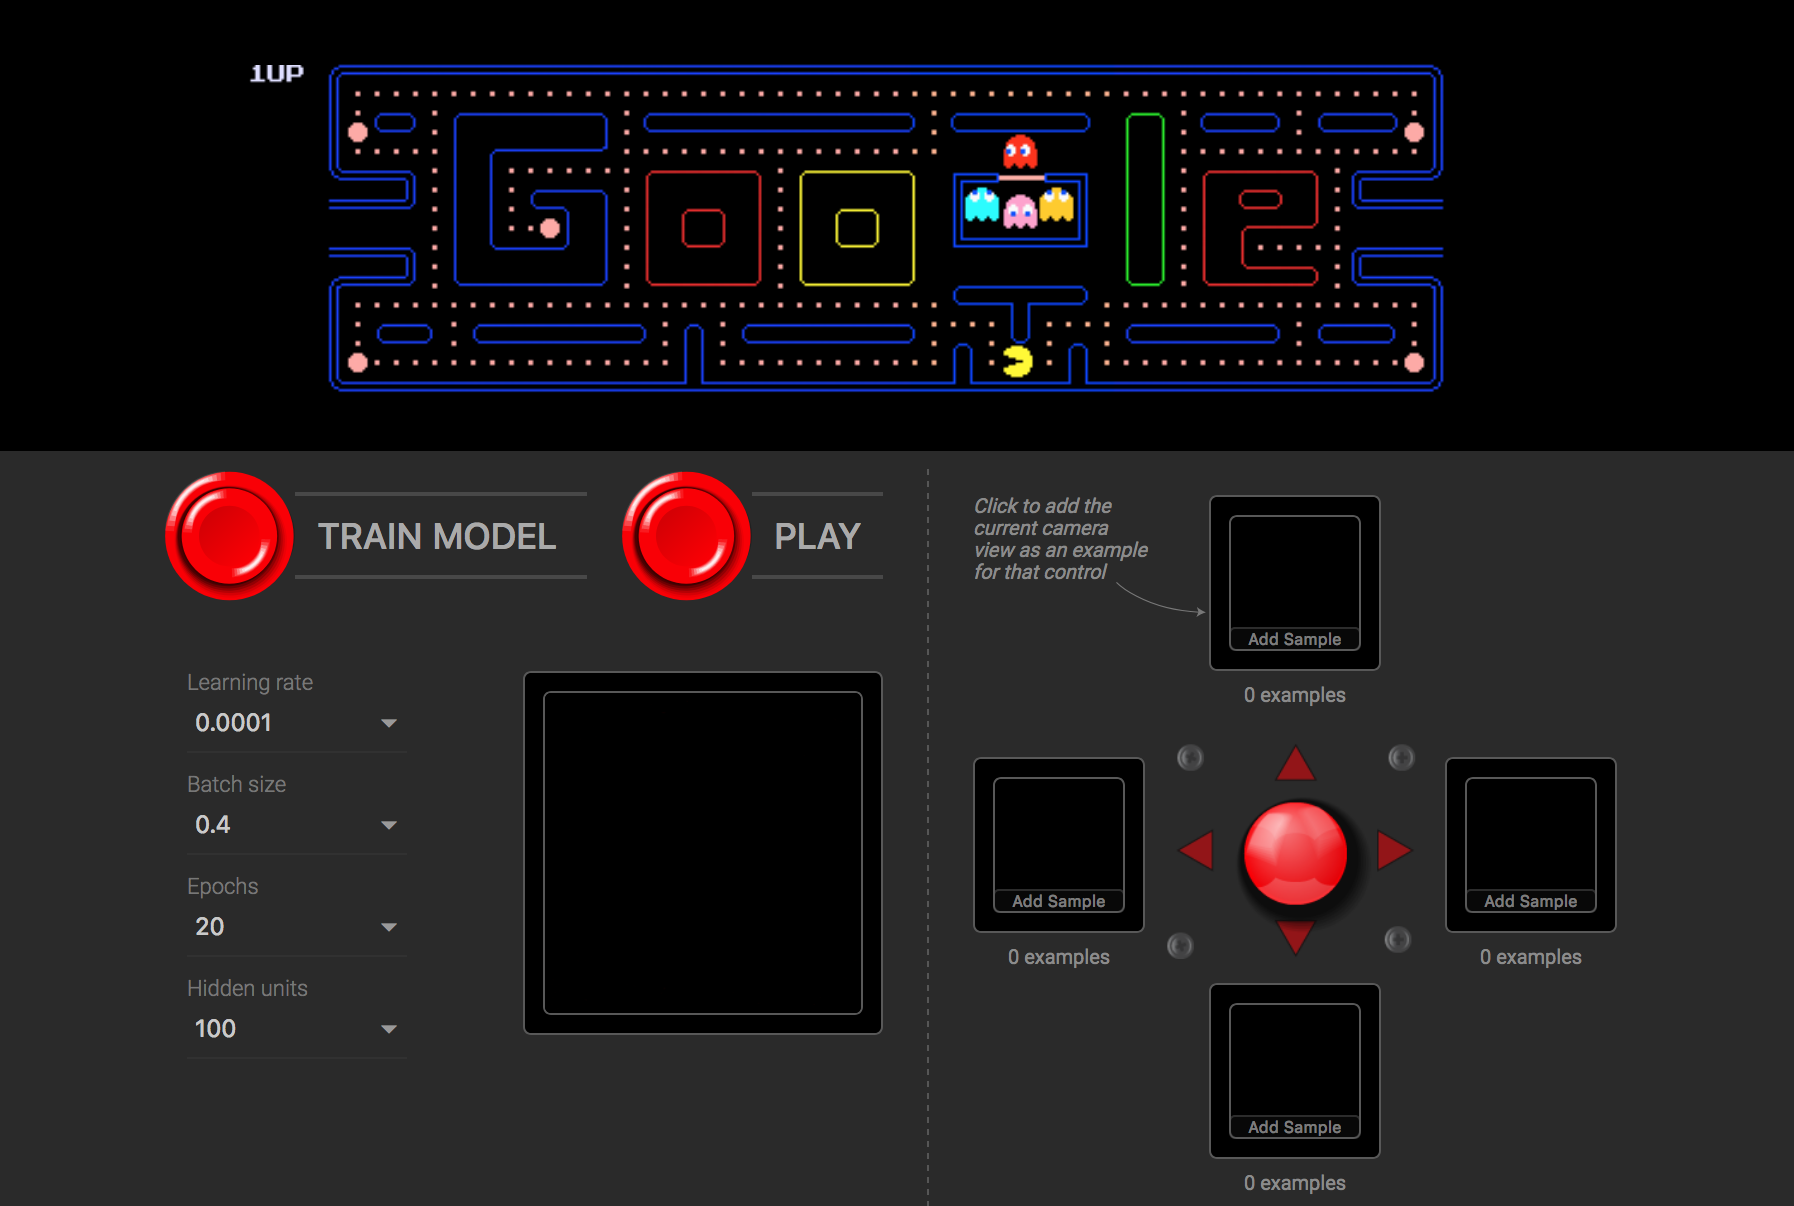 1UP
TRAIN MODEL
PLAY
Learning rate
0.0001
Batch size
0.4
Epochs
20
Hidden units
100
Click to add the
current camera
view as an example
for that control
Add Sample
0 examples
Add Sample
0 examples
Add Sample
0 examples
Add Sample
0 examples